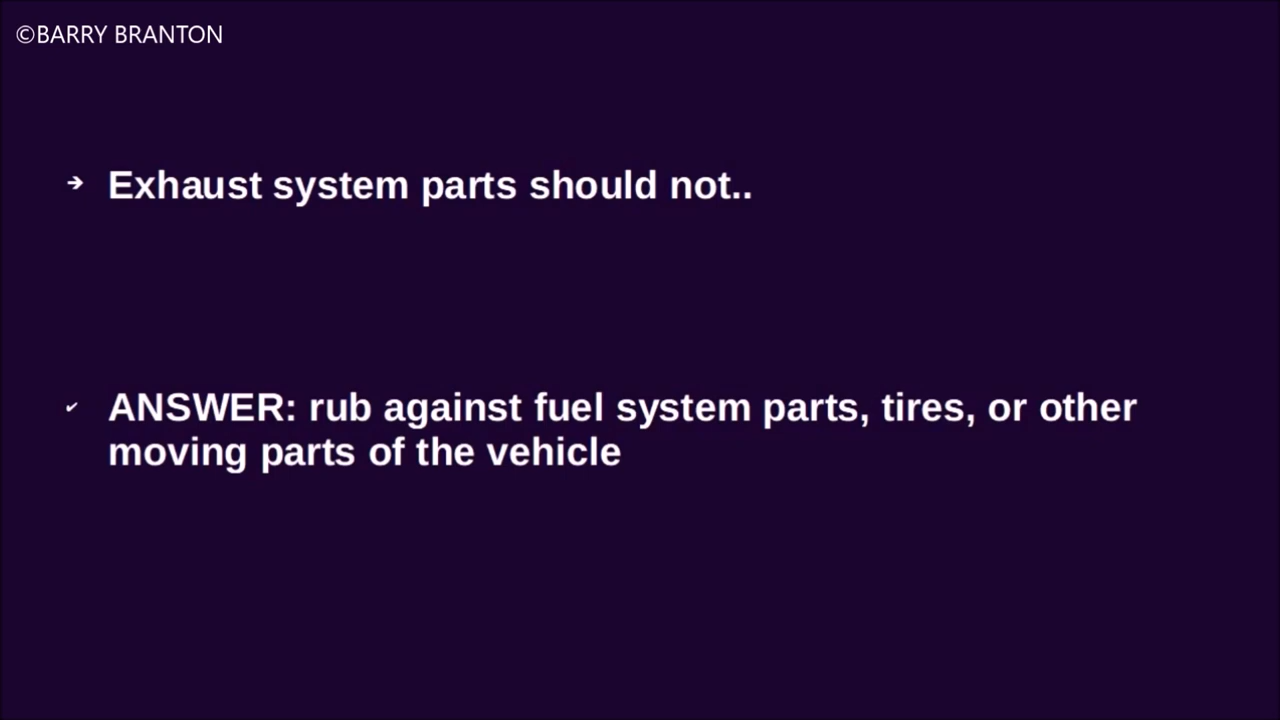 ©BARRY BRANTON
➔ Exhaust system parts should not..
✔ ANSWER: rub against fuel system parts, tires, or other
moving parts of the vehicle